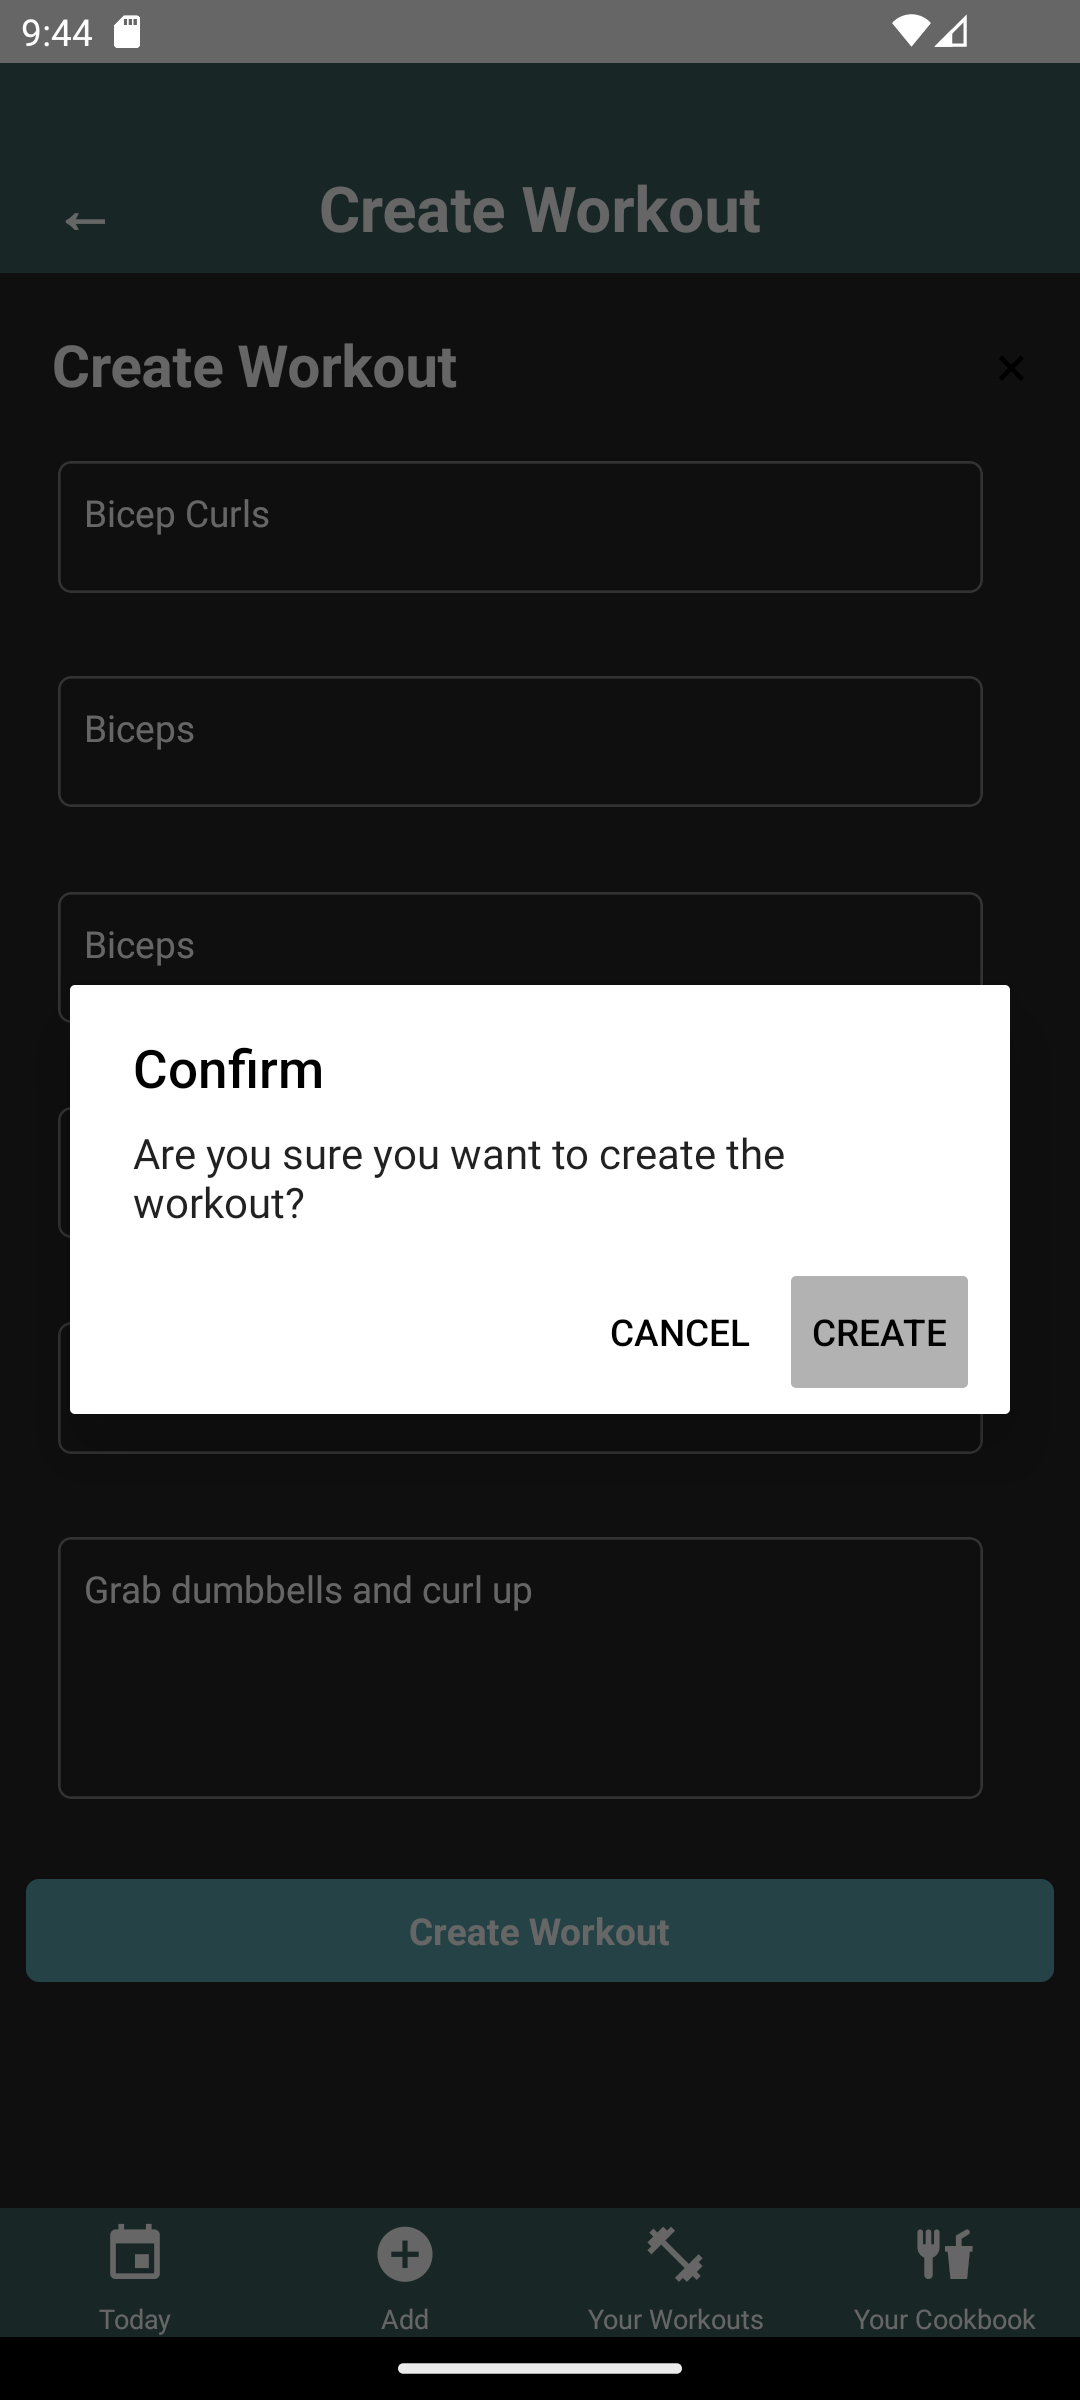 9:44
← Create Workout
Create Workout ×
Bicep Curls
Biceps
Biceps
Confirm
Are you sure you want to create the
workout?
CANCEL CREATE
Grab dumbbells and curl up
Create Workout
Today Add Your Workouts Your Cookbook